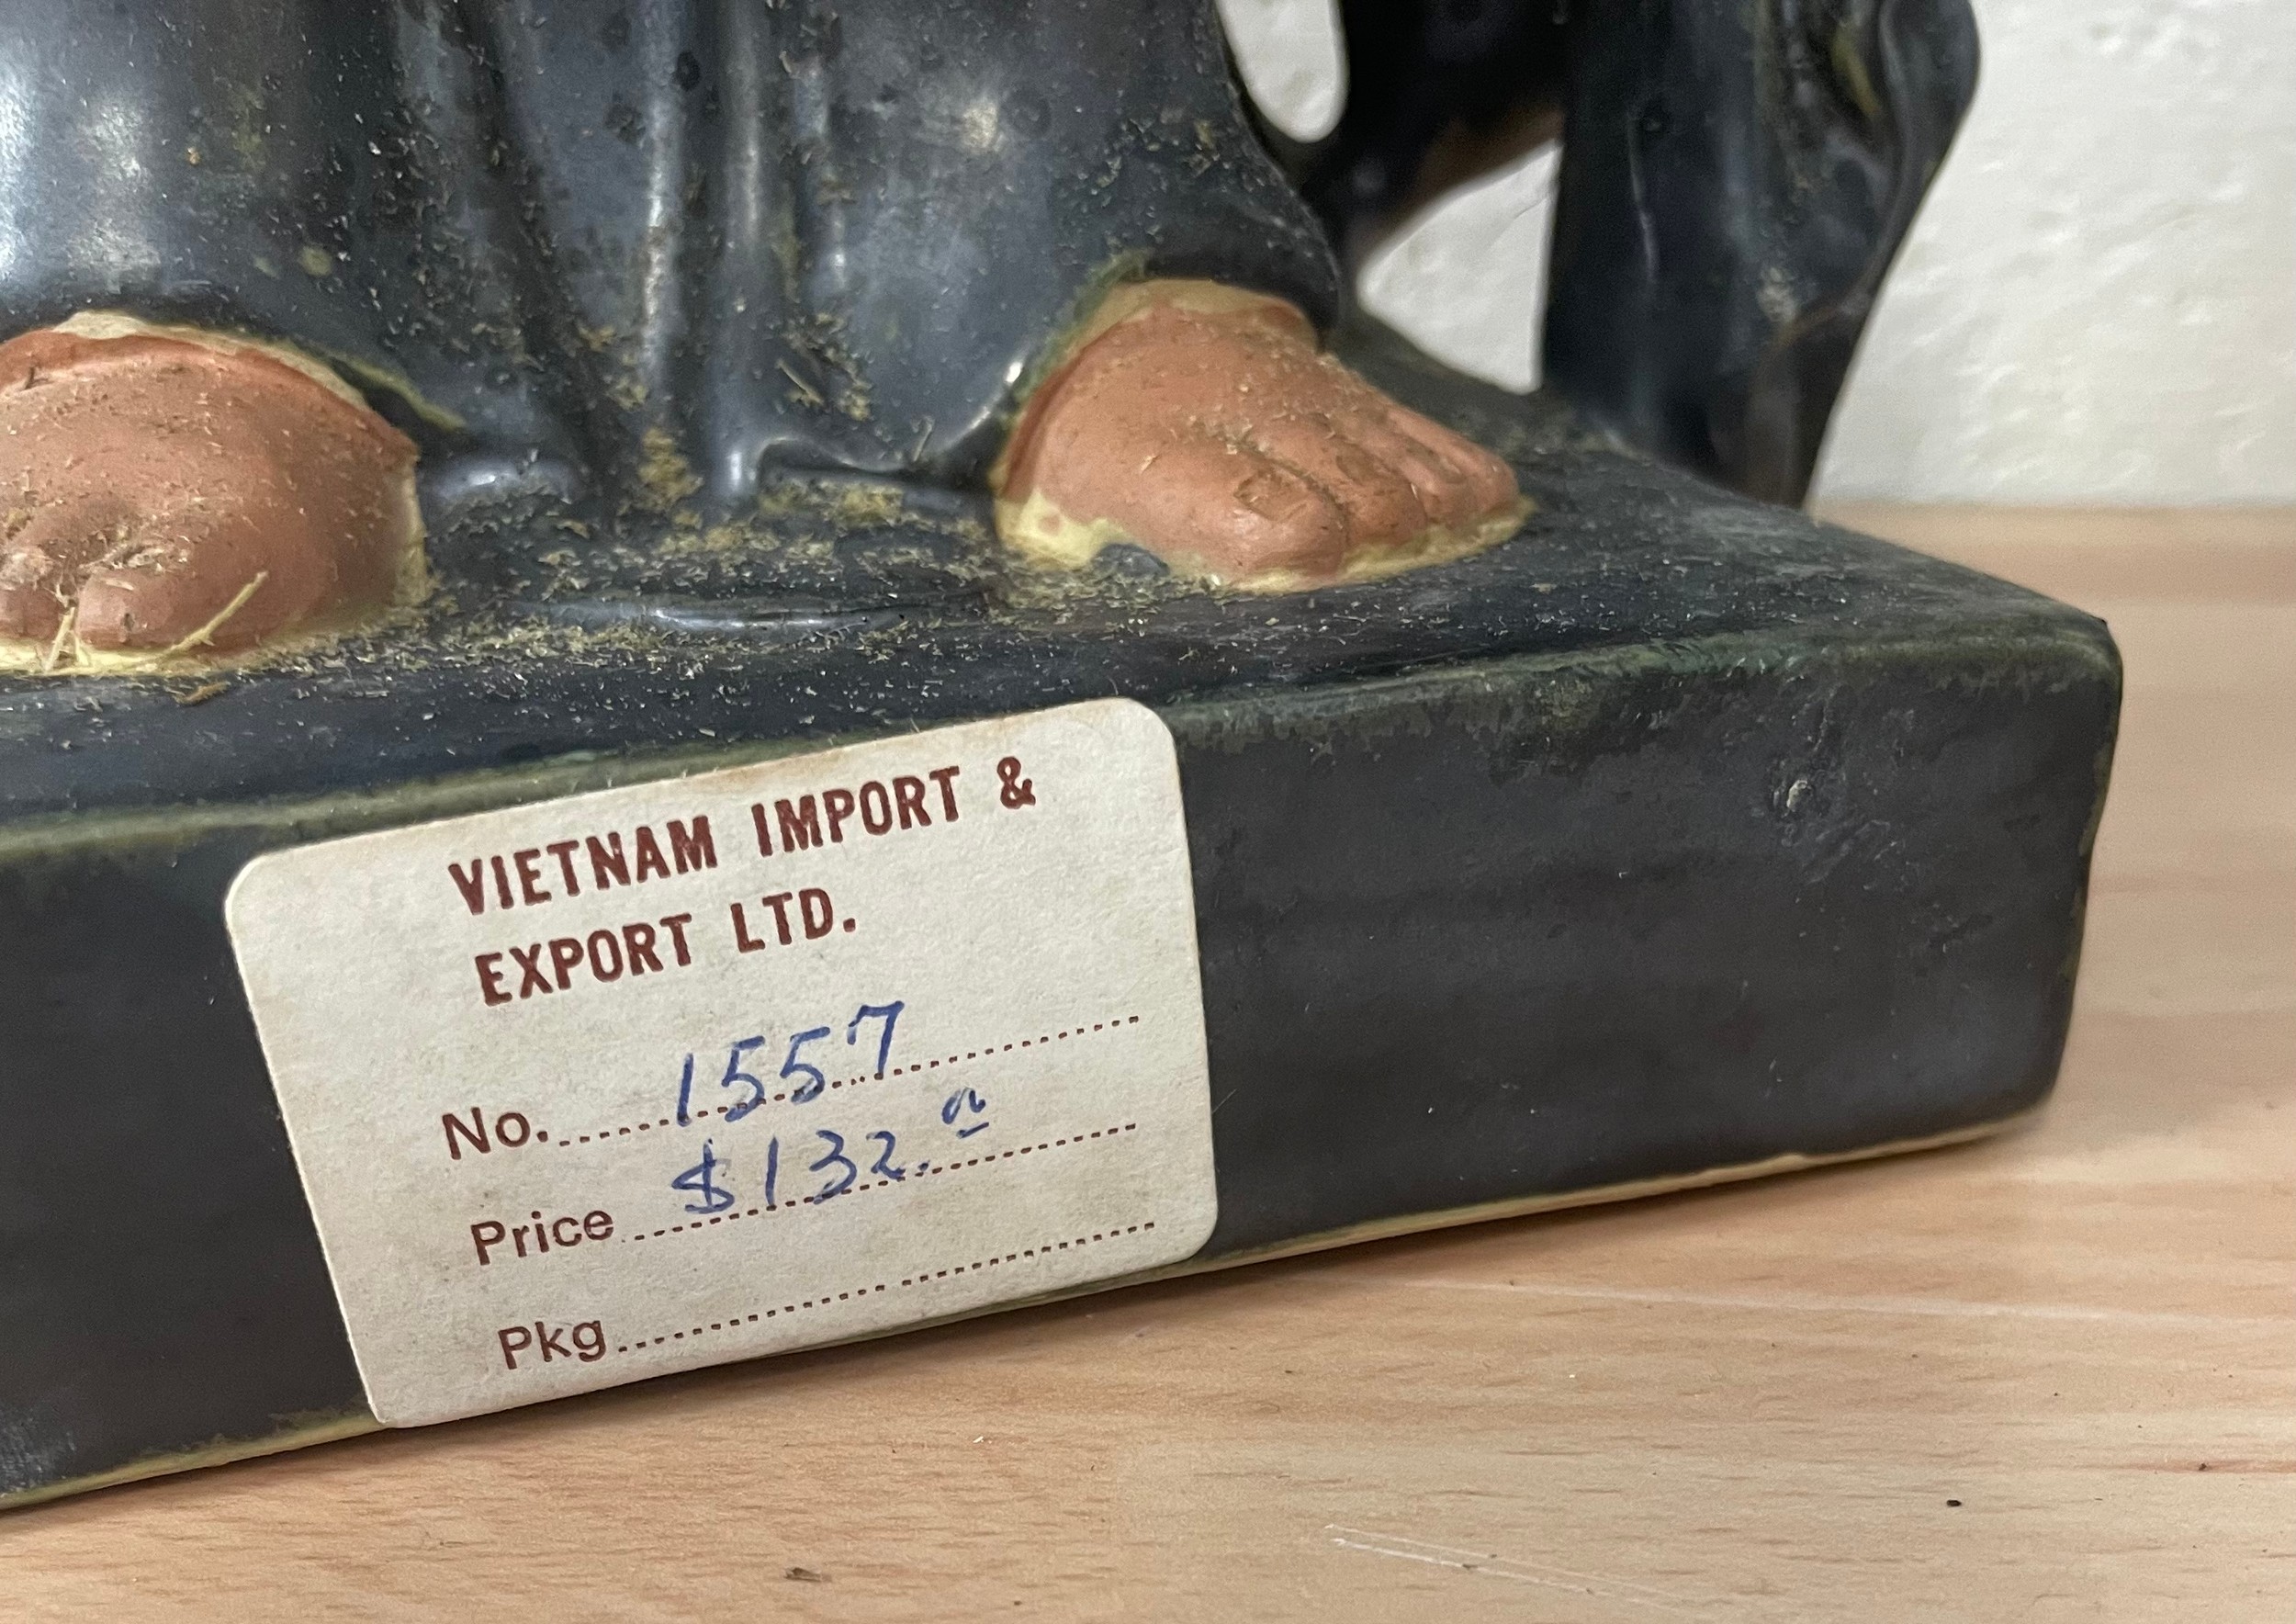 VIETNAM IMPORT &
EXPORT LTD.
No. 1557
Price $132.00
Pkg